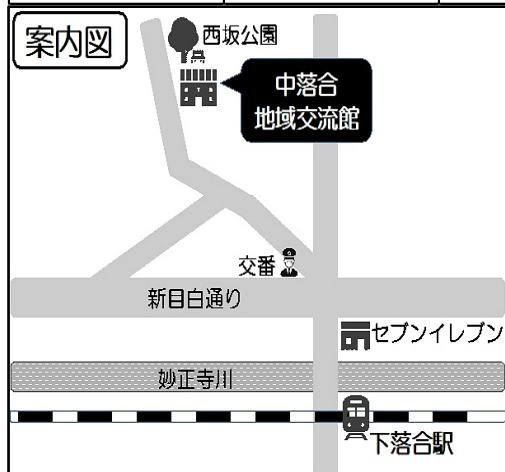 案内図
西坂公園
中落合
地域交流館
交番
新目白通り
セブンイレブン
妙正寺川
下落合駅